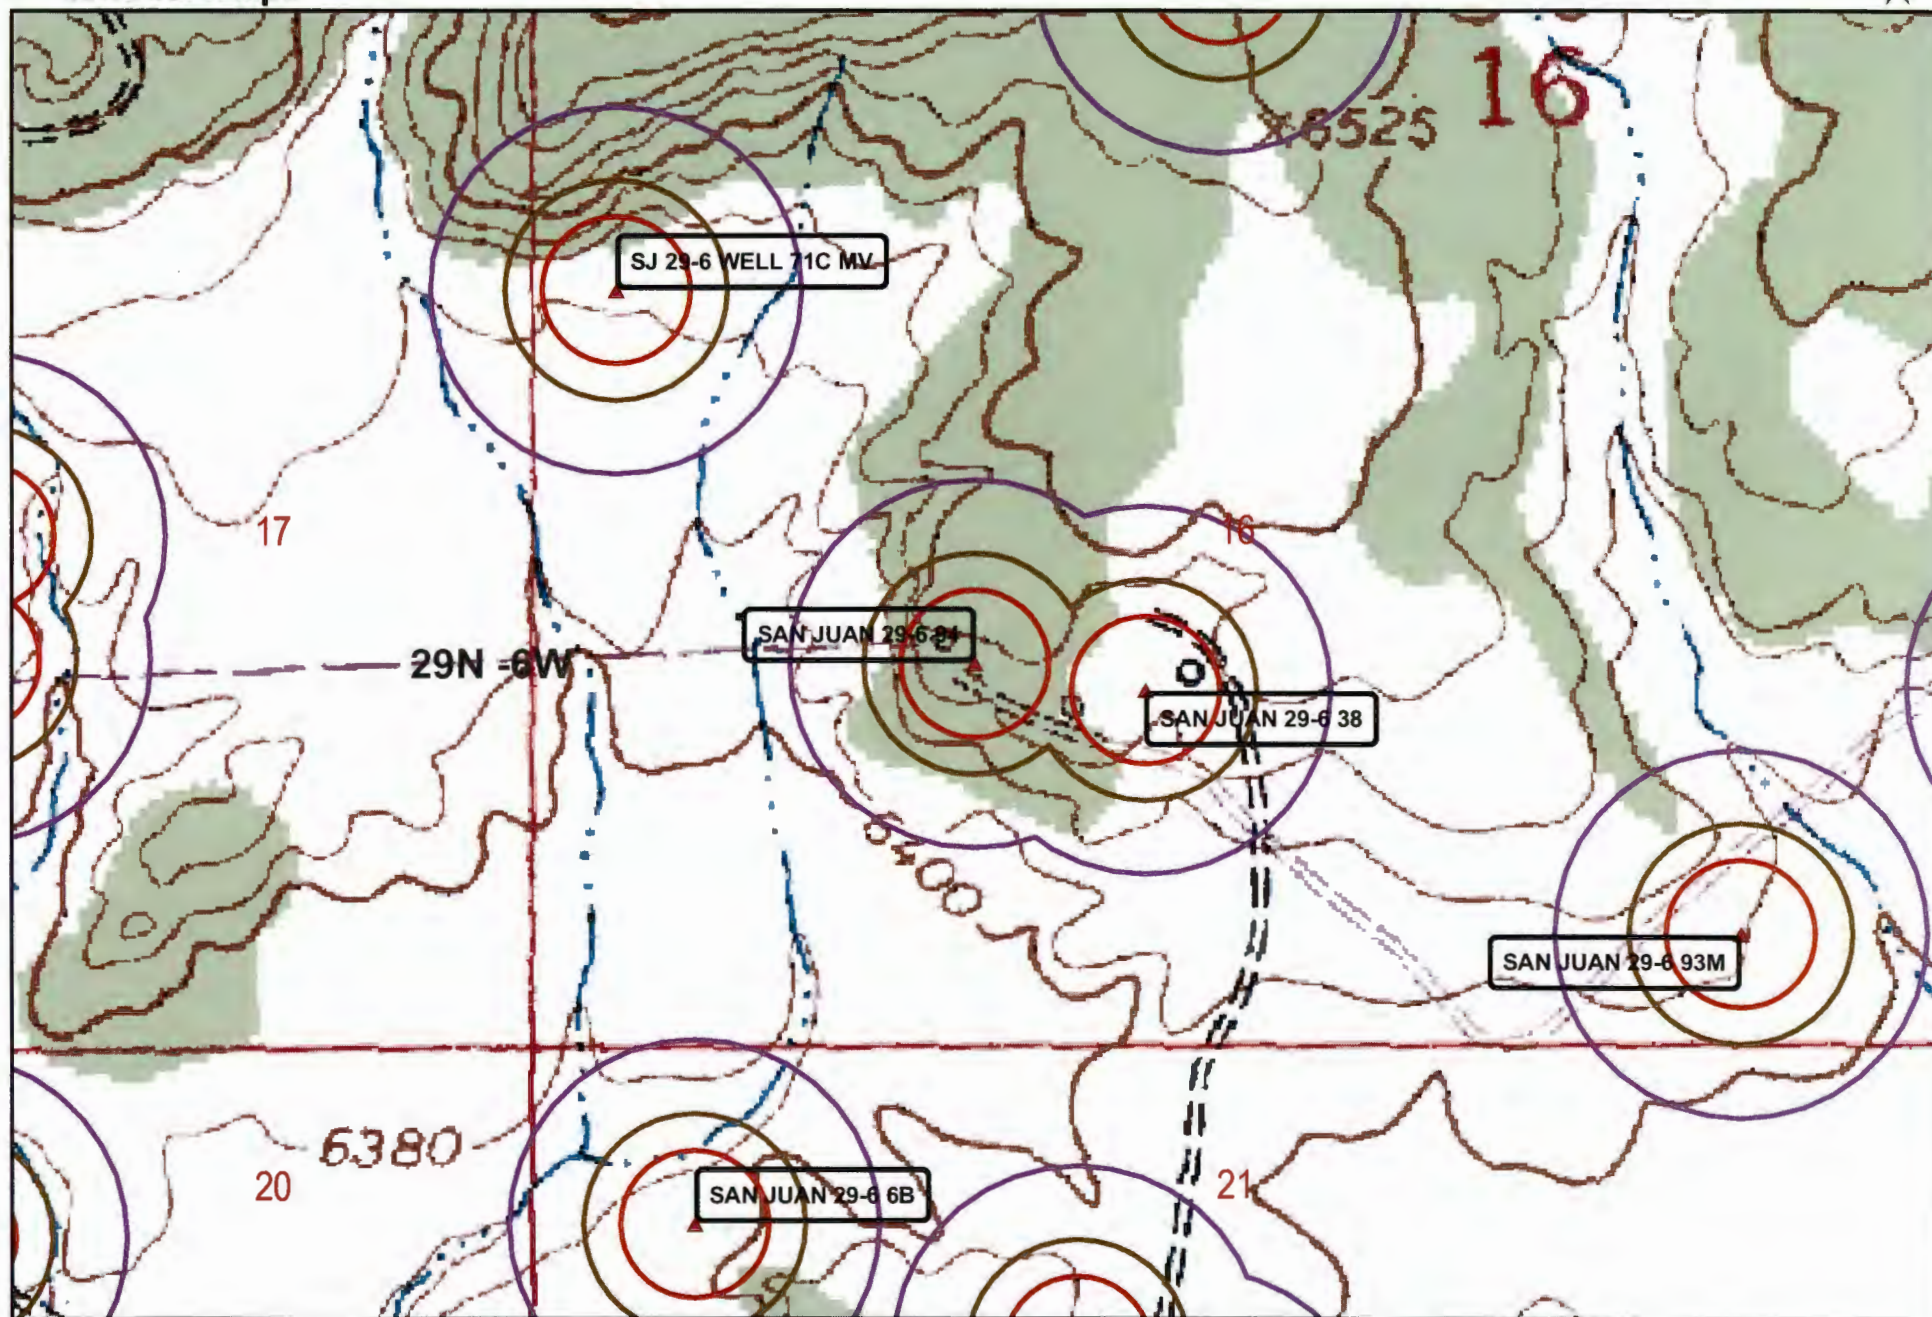 16
×6525
SJ 29-6 WELL 71C MV
17
16
SAN JUAN 29-6 94
29N -6W
SAN JUAN 29-6 38
6400
SAN JUAN 29-6 93M
6380
20
SAN JUAN 29-6 6B
21